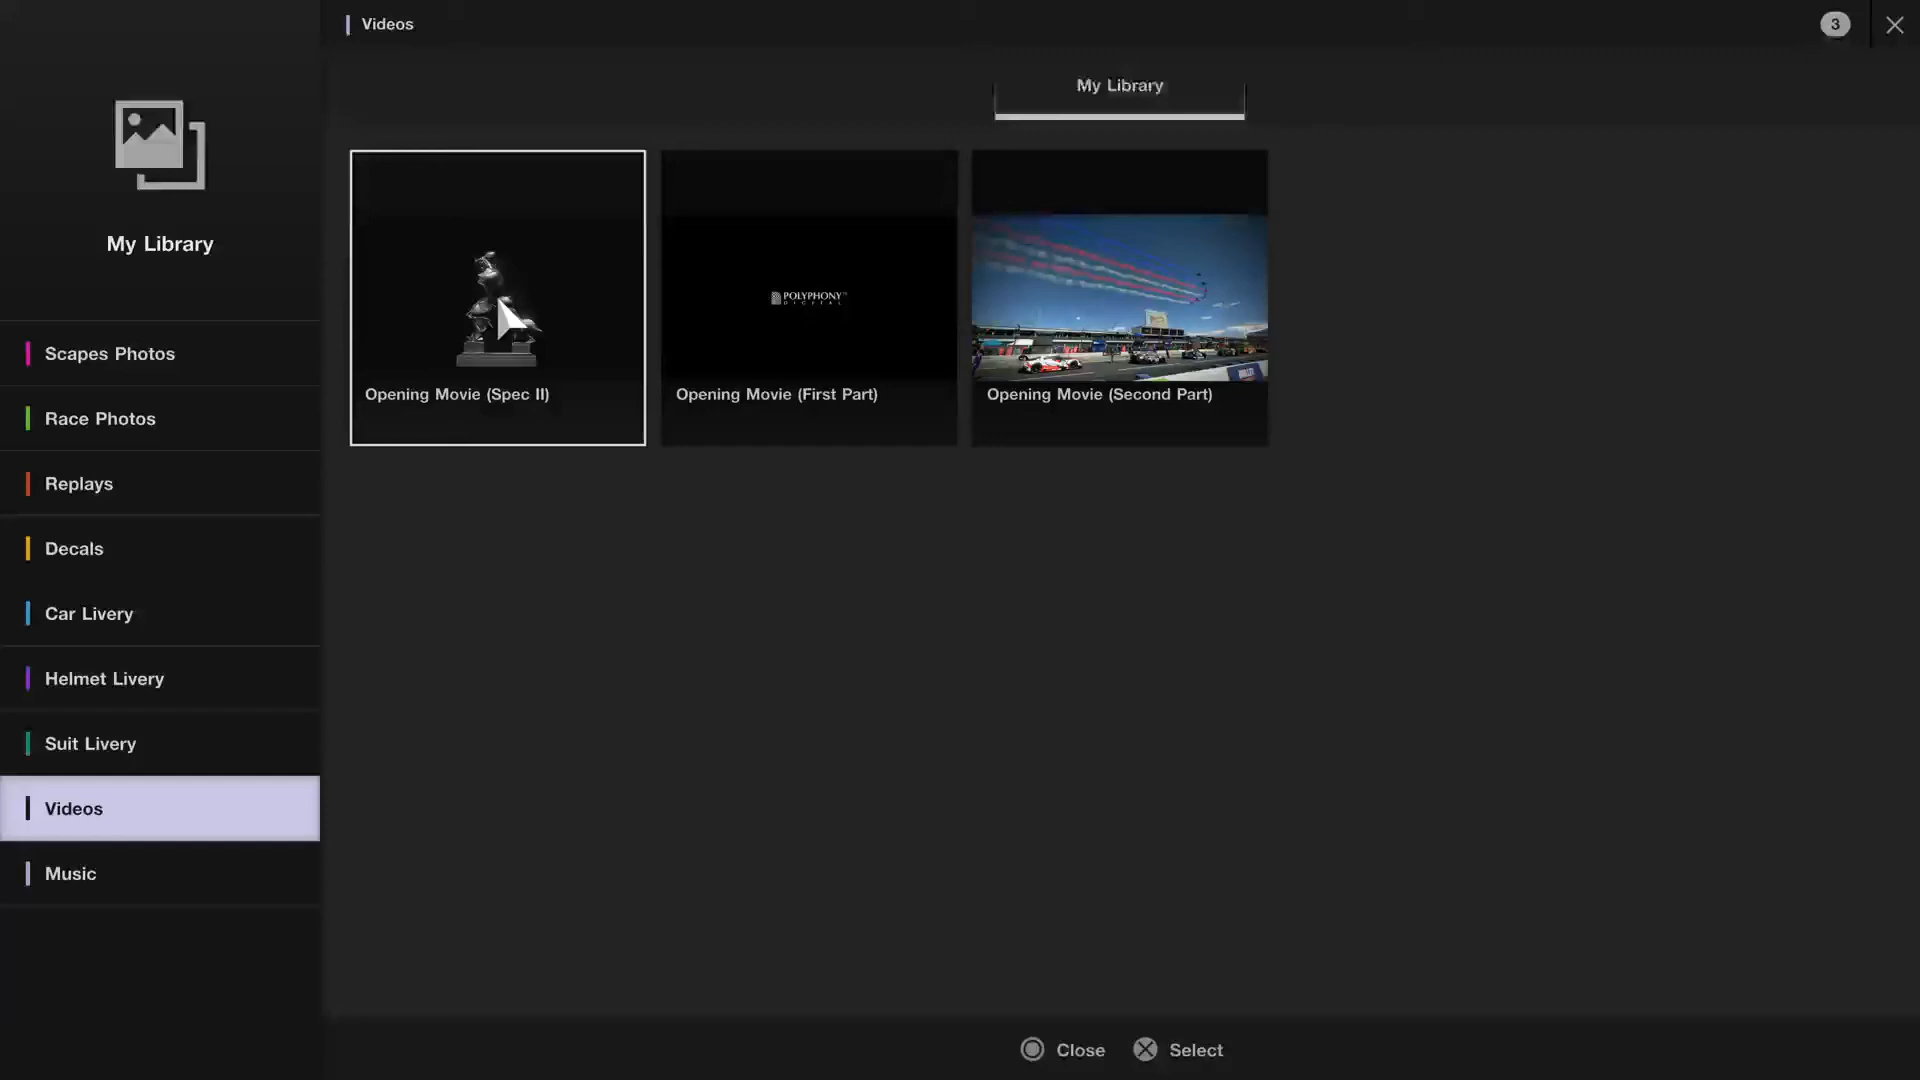 Videos
3
My Library
My Library
Scapes Photos
Race Photos
Replays
Decals
Car Livery
Helmet Livery
Suit Livery
Videos
Music
POLYPHONY
DIGITAL
Opening Movie (Spec II)
Opening Movie (First Part)
Opening Movie (Second Part)
Close
Select